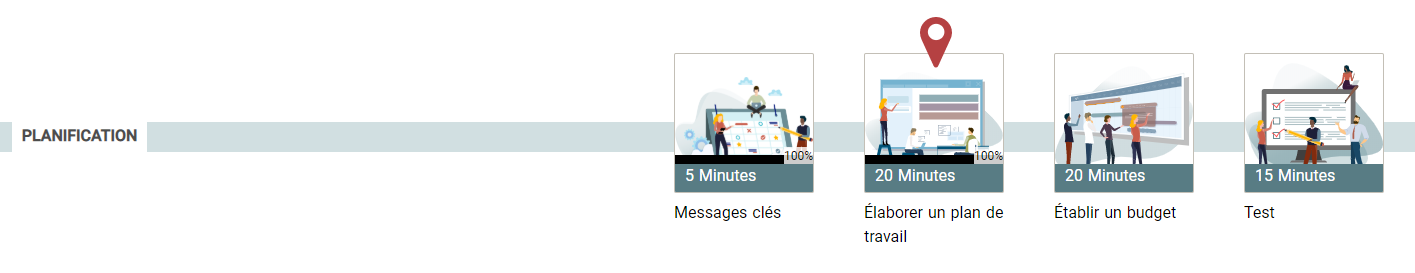 PLANIFICATION
100%
5 Minutes
Messages clés
100%
20 Minutes
Élaborer un plan de
travail
20 Minutes
Établir un budget
15 Minutes
Test